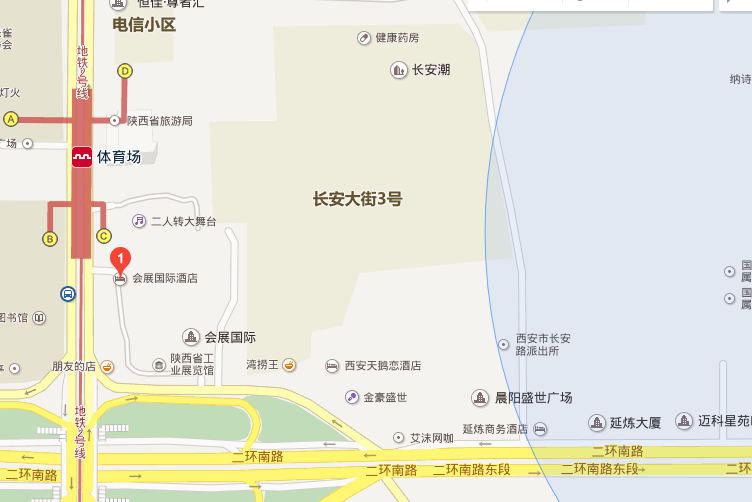 恒佳·尊者汇
电信小区
地铁2号线
健康药房
长安潮
纳诗
灯火
D
A
陕西省旅游局
广场
体育场
长安大街3号
二人转大舞台
B
C
1
会展国际酒店
国
属
国
属
图书馆
会展国际
西安市长安
路派出所
朋友的店
陕西省工
业展览馆
湾捞王
西安天鹅恋酒店
金豪盛世
晨阳盛世广场
地铁2号线
艾沫网咖
延炼商务酒店
延炼大厦
迈科星苑
二环南路
二环南路
二环南路
二环南路
二环南路东段
二环南路东段